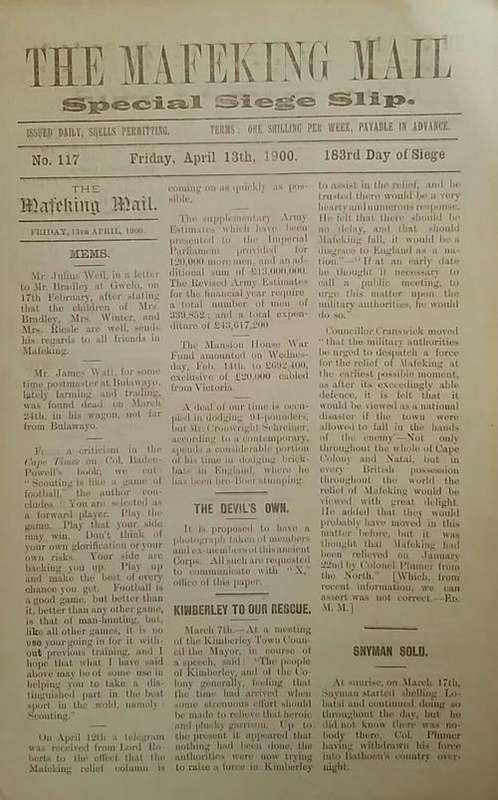 THE MAFEKING MAIL
Special Siege Slip.
ISSUED DAILY, SHELLS PERMITTING. TERMS: ONE SHILLING PER WEEK, PAYABLE IN ADVANCE.
No. 117 Friday, April 13th, 1900. 183rd Day of Siege
THE
Mafeking Mail.
FRIDAY, 13TH APRIL, 1900.
MEMS.
Mr. Julius Weil, in a letter
to Mr. Bradley at Gwelo, on
17th February, after stating
that the children of Mrs.
Bradley, Mrs. Winter, and
Mrs. Riesle are well, sends
his regards to all friends in
Mafeking.
Mr. James Watt, for some
time postmaster at Bulawayo,
lately farming and trading,
was found dead on March
24th, in his wagon, not far
from Bulawayo.
a criticism in the
Cape Times on Col. Baden-
Powell's book, we cut:
"Scouting is like a game of
football," the author con-
cludes "You are selected as
a forward player. Play the
game. Play that your side
may win. Don't think of
your own glorification or your
own risks. Your side are
backing you up. Play up
and make the best of every
chance you get. Football is
a good game, but better than
it, better than any other game,
is that of man-hunting, but,
like all other games, it is no
use your going in for it with-
out previous training, and I
hope that what I have said
above may be of some use in
helping you to take a dis-
tinguished part in the best
sport in the world, namely:
Scouting."
On April 12th a telegram
was received from Lord Ro-
berts to the effect that the
Mafeking relief column is
coming on as quickly as pos-
sible.
The supplementary Army
Estimates which have been
presented to the Imperial
Parliament provided for
120,000 more men, and an ad-
ditional sum of £13,000,000.
The Revised Army Estimates
for the financial year require
a total number of men of
339,852; and a total expen-
diture of £43,617,200
The Mansion House War
Fund amounted on Wednes-
day, Feb. 14th, to £692,400,
exclusive of £20,000 cabled
from Victoria.
A deal of our time is occu-
pied in dodging 94-pounders,
but Mr. Cronwright Schreiner,
according to a contemporary,
spends a considerable portion
of his time in dodging brick-
bats in England, where he
has been bro-Boer stumping.
THE DEVIL'S OWN.
It is proposed to have a
photograph taken of members
and ex-members of this ancient
Corps. All such are requested
to communicate with "X,"
office of this paper.
KIMBERLEY TO OUR RESCUE.
March 7th.—At a meeting
of the Kimberley Town Coun-
cil the Mayor, in course of
a speech, said: "The people
of Kimberley, and of the Co-
lony generally, feeling that
the time had arrived when
some strenuous effort should
be made to relieve that heroic
and plucky garrison. Up to
the present it appeared that
nothing had been done, the
authorities were now trying
to raise a force in Kimberley
to assist in the relief, and he
trusted there would be a very
hearty and numerous response.
He felt that there should be
no delay, and that should
Mafeking fall, it would be a
disgrace to England as a na-
tion."—"If at an early date
he thought it necessary to
call a public meeting, to
urge this matter upon the
military authorities, he would
do so."
Councillor Cranswick moved
"that the military authorities
be urged to despatch a force
for the relief of Mafeking at
the earliest possible moment,
as after its exceedingly able
defence, it is felt that it
would be viewed as a national
disaster if the town were
allowed to fall in the hands
of the enemy"—Not only
throughout the whole of Cape
Colony and Natal, but in
every British possession
throughout the world the
relief of Mafeking would be
viewed with great delight.
He added that they would
probably have moved in this
matter before, but it was
thought that Mafeking had
been relieved on January
22nd by Colonel Plumer from
the North." [Which, from
recent information, we can
assert was not correct.—ED.
M. M.]
SNYMAN SOLD.
At sunrise, on March 17th,
Snyman started shelling Lo-
batsi and continued doing so
throughout the day, but he
did not know there was no-
body there, Col. Plumer
having withdrawn his force
into Bathoen's country over-
night.